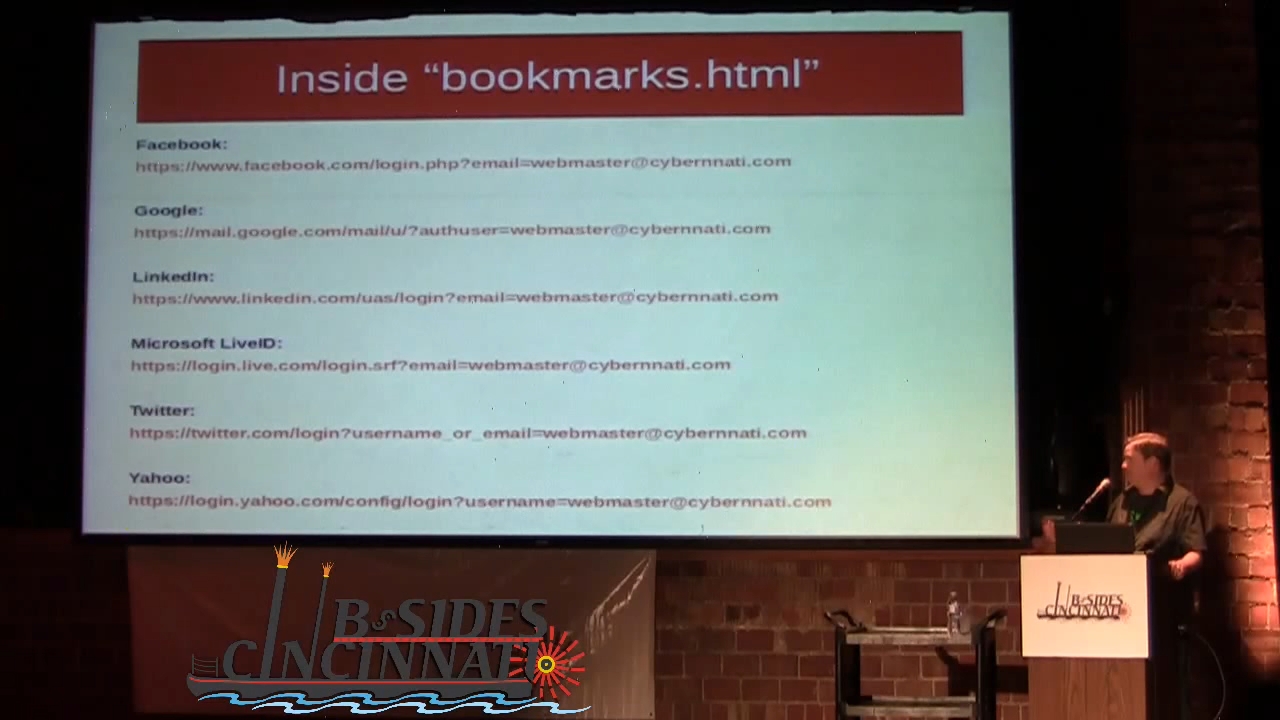 Inside “bookmarks.html”
Facebook:
https://www.facebook.com/login.php?email=webmaster@cybernnati.com
Google:
https://mail.google.com/mail/u/?authuser=webmaster@cybernnati.com
LinkedIn:
https://www.linkedin.com/uas/login?email=webmaster@cybernnati.com
Microsoft LiveID:
https://login.live.com/login.srf?email=webmaster@cybernnati.com
Twitter:
https://twitter.com/login?username_or_email=webmaster@cybernnati.com
Yahoo:
https://login.yahoo.com/config/login?username=webmaster@cybernnati.com
BSIDES
CINCINNATI
BSIDES
CINCINNATI